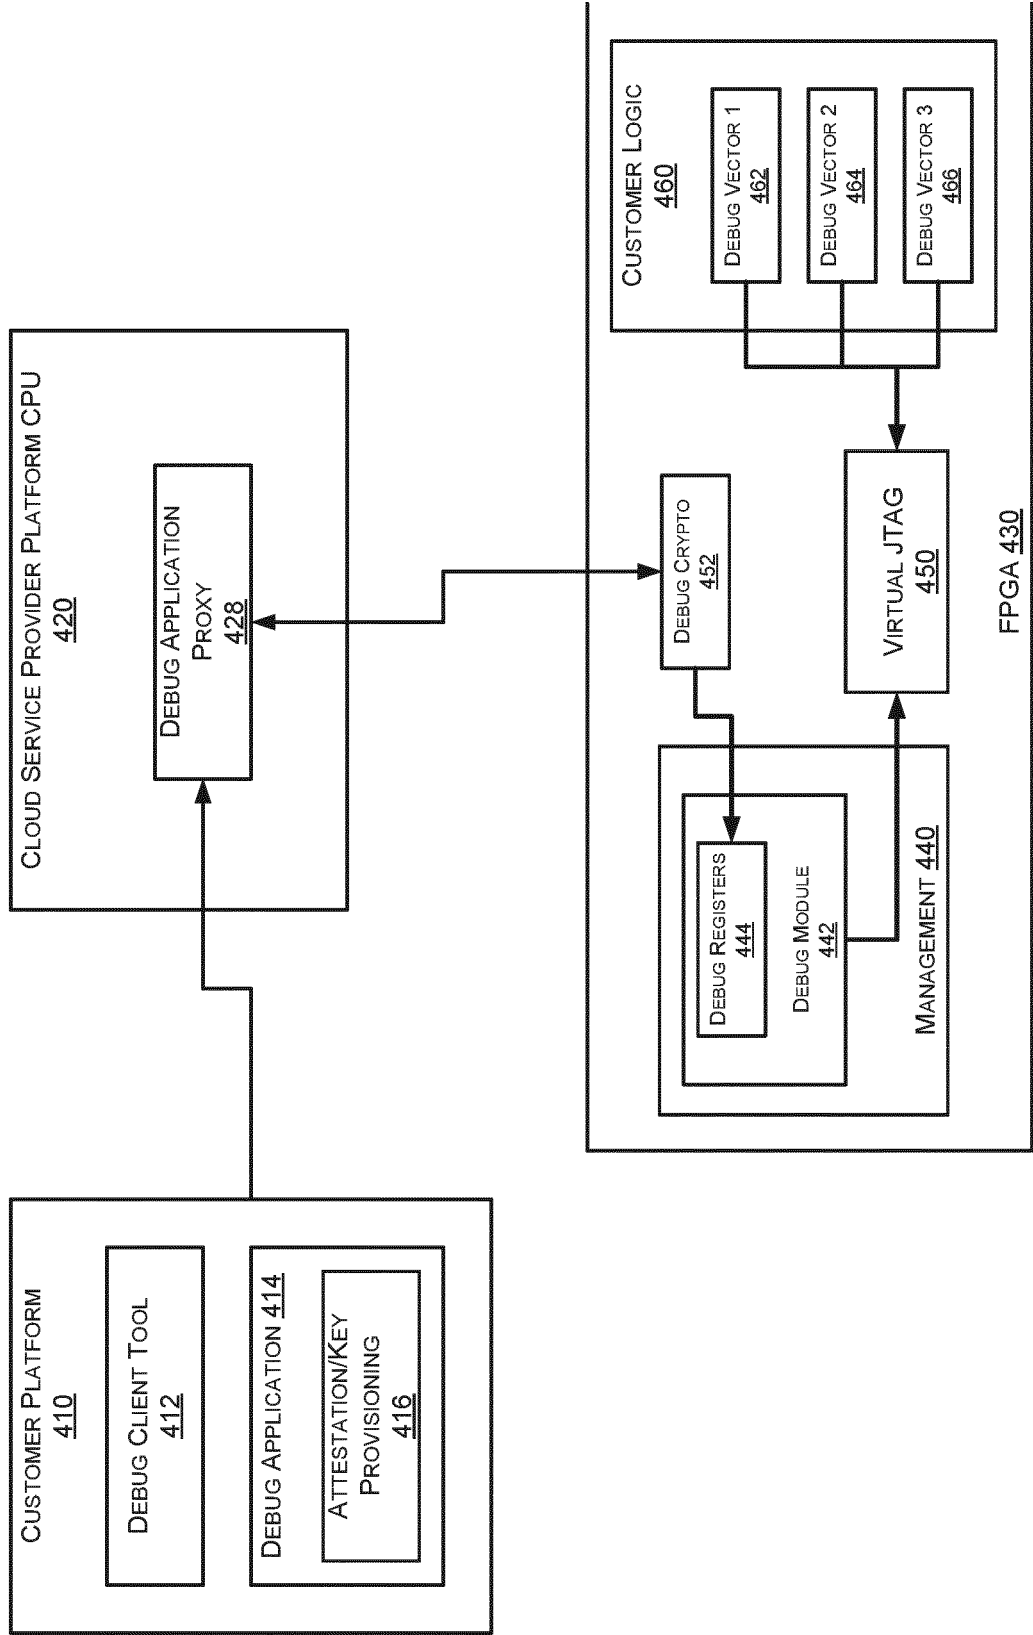 CUSTOMER PLATFORM
410
DEBUG CLIENT TOOL
412
DEBUG APPLICATION 414
ATTESTATION/KEY
PROVISIONING
416
CLOUD SERVICE PROVIDER PLATFORM CPU
420
DEBUG APPLICATION
PROXY
428
DEBUG CRYPTO
452
DEBUG REGISTERS
444
DEBUG MODULE
442
MANAGEMENT 440
VIRTUAL JTAG
450
CUSTOMER LOGIC
460
DEBUG VECTOR 1
462
DEBUG VECTOR 2
464
DEBUG VECTOR 3
466
FPGA 430